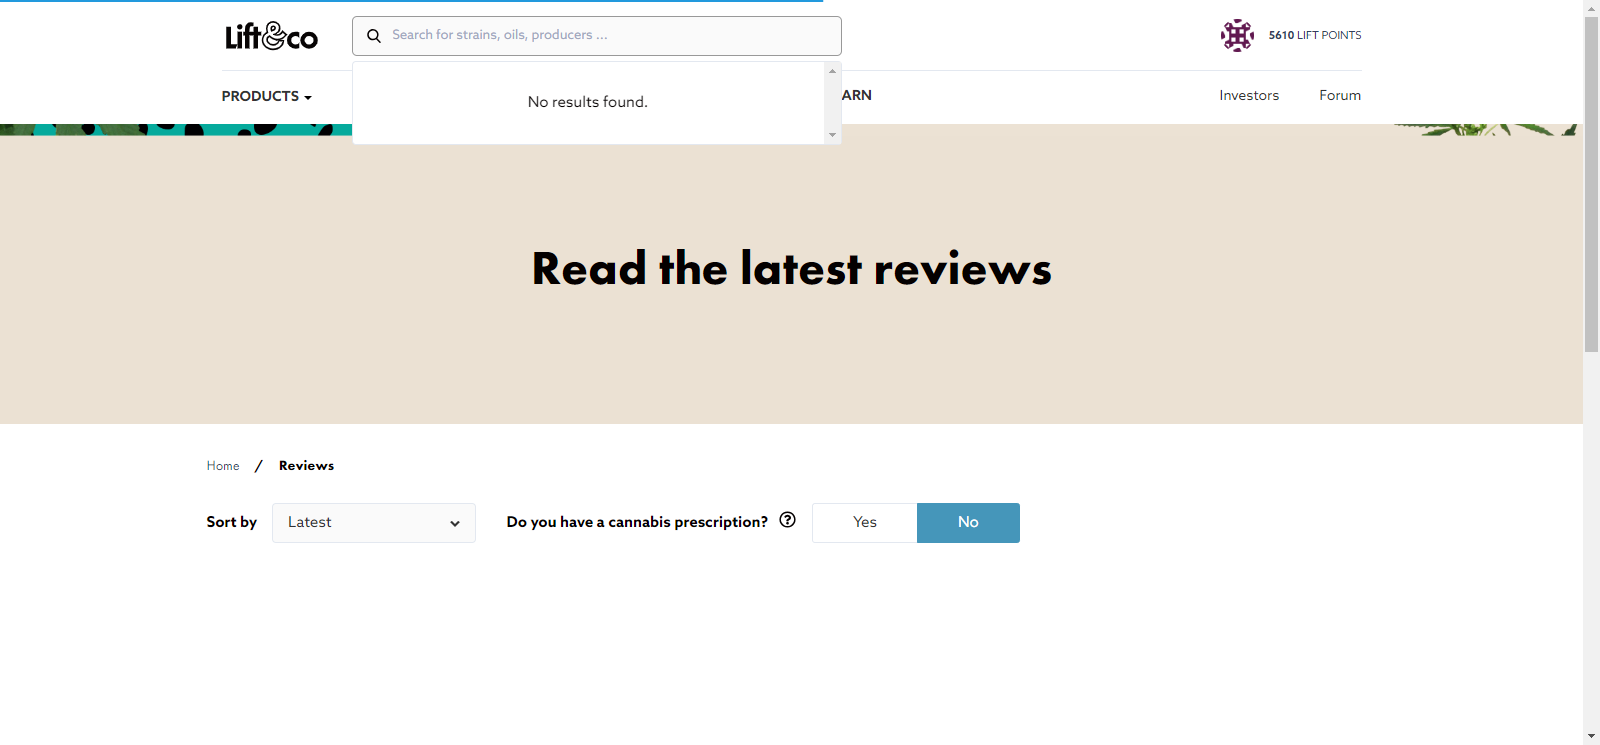 Lift&co
Search for strains, oils, producers ...
5610 LIFT POINTS
No results found.
PRODUCTS
ARN
Investors
Forum
Read the latest reviews
Home / Reviews
Sort by
Latest
Do you have a cannabis prescription?
Yes
No